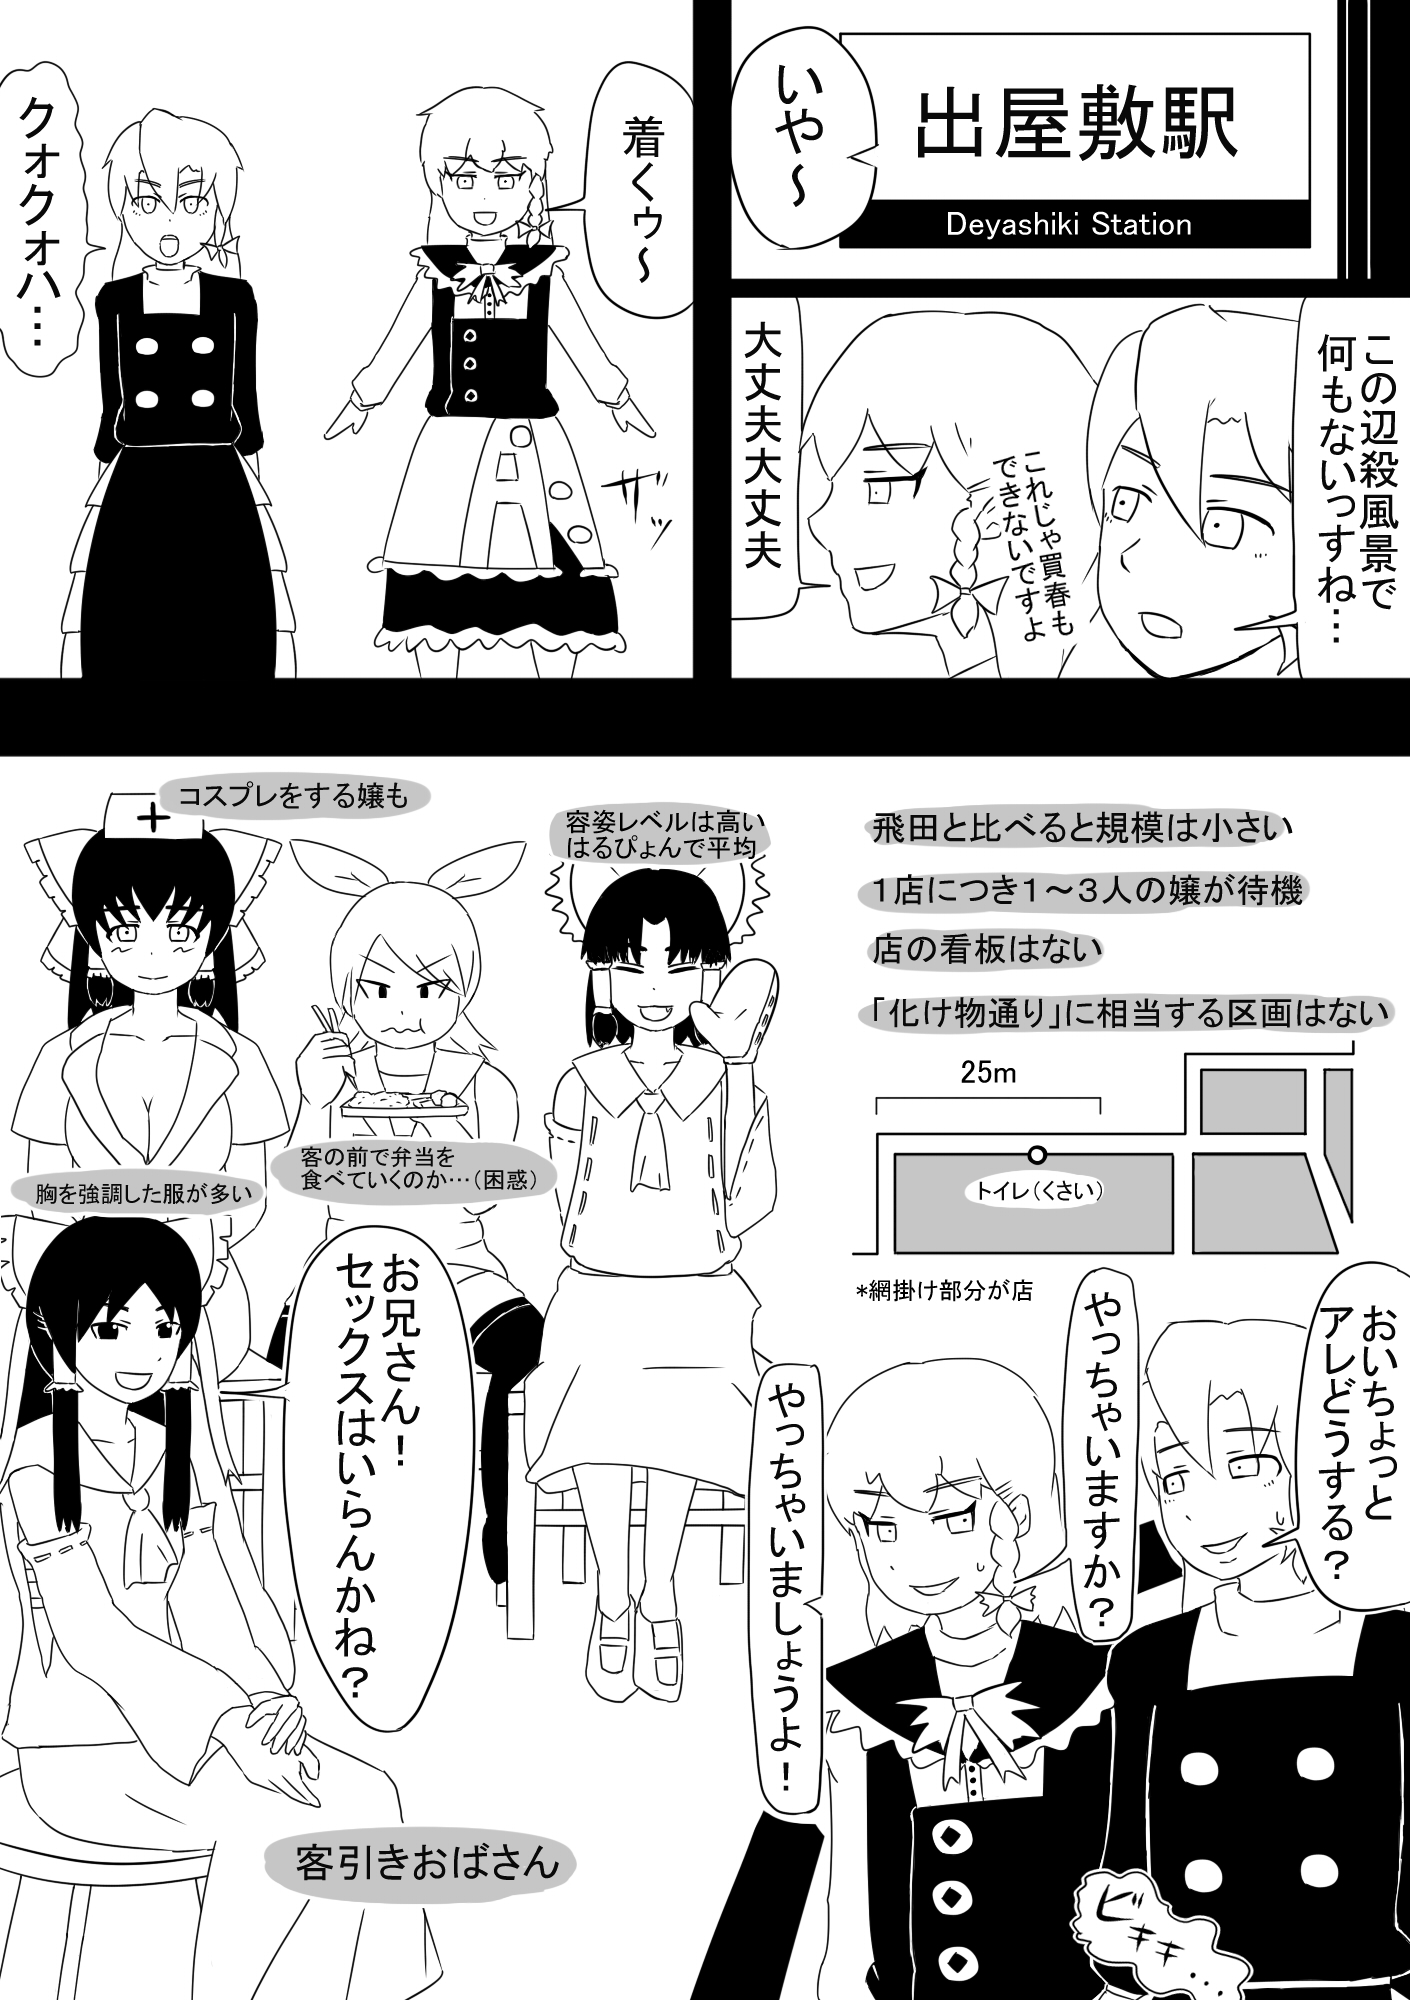 出屋敷駅
Deyashiki Station
いや～
この辺殺風景で
何もないっすね…
これじゃ買春も
できないですよ
大丈夫大丈夫
着くゥ～
ザッ
クォクォハ…
飛田と比べると規模は小さい
1店につき1～3人の嬢が待機
店の看板はない
「化け物通り」に相当する区画はない
25m
トイレ(くさい)
*網掛け部分が店
容姿レベルは高い
はるぴょんで平均
コスプレをする嬢も
客の前で弁当を
食べていくのか…(困惑)
胸を強調した服が多い
お兄さん！
セックスはいらんかね？
客引きおばさん
おいちょっと
アレどうする？
やっちゃいますか？
やっちゃいましょうよ！
ビキキ…